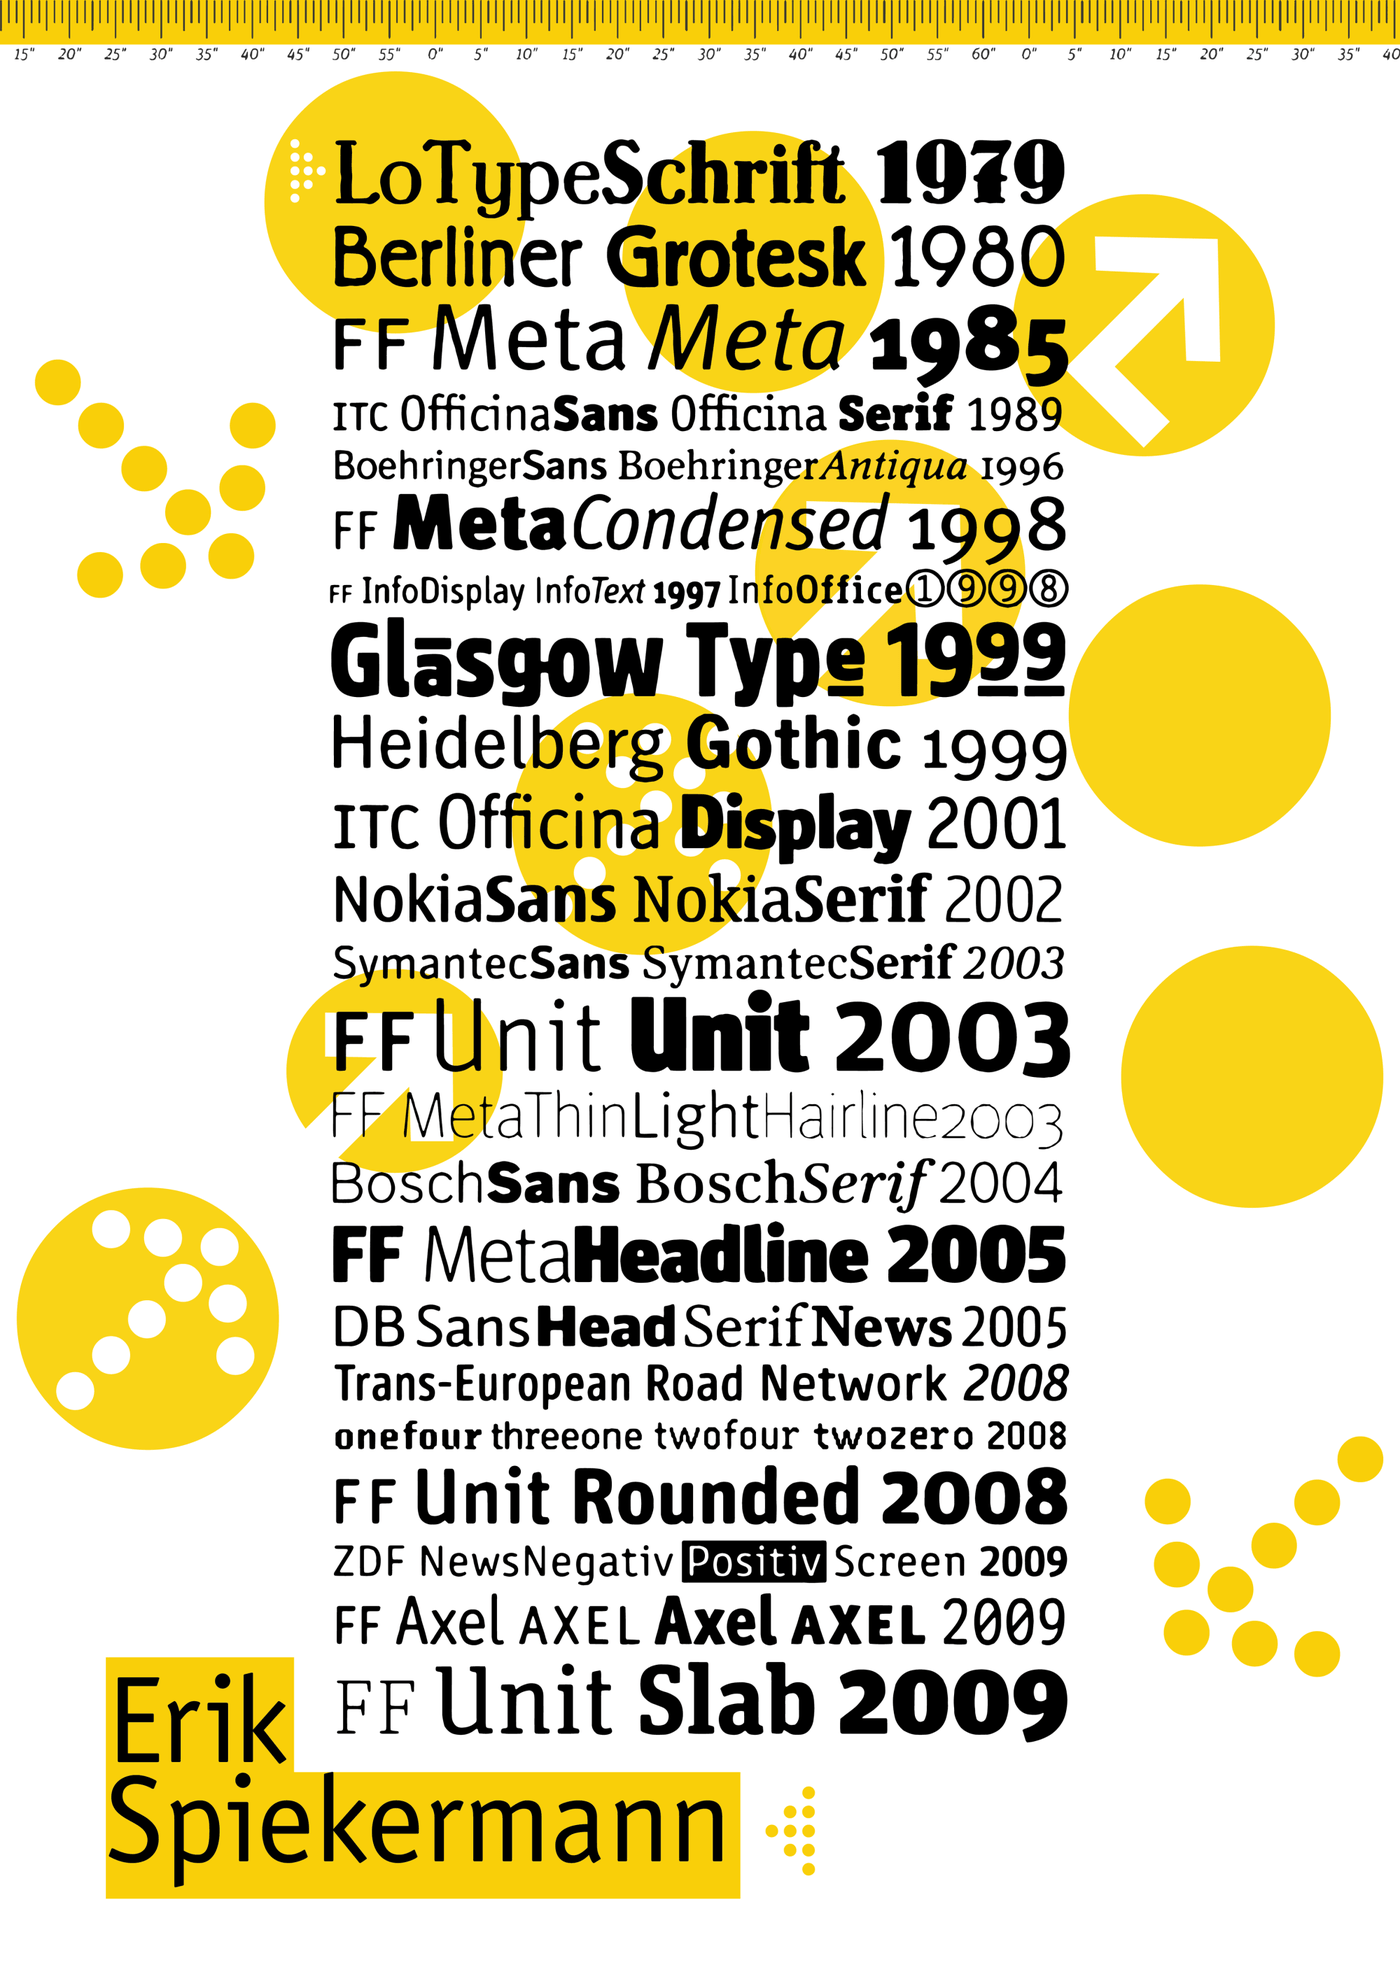 15" 20" 25" 30" 35" 40" 45" 50" 55" 0" 5" 10" 15" 20" 25" 30" 35" 40" 45" 50" 55" 60" 0" 5" 10" 15" 20" 25" 30" 35" 40
LoTypeSchrift 1979
Berliner Grotesk 1980
FF Meta Meta 1985
ITC OfficinaSans Officina Serif 1989
BoehringerSans BoehringerAntiqua 1996
FF MetaCondensed 1998
FF InfoDisplay InfoText 1997 InfoOffice①⑨⑨⑧
Glasgow Type 1999
Heidelberg Gothic 1999
ITC Officina Display 2001
NokiaSans NokiaSerif 2002
SymantecSans SymantecSerif 2003
FF Unit Unit 2003
FF MetaThinLightHairline2003
BoschSans BoschSerif 2004
FF MetaHeadline 2005
DB SansHeadSerifNews 2005
Trans-European Road Network 2008
onefour threeone twofour twozero 2008
FF Unit Rounded 2008
ZDF NewsNegativ Positiv Screen 2009
FF Axel AXEL Axel AXEL 2009
FF Unit Slab 2009
Erik
Spiekermann